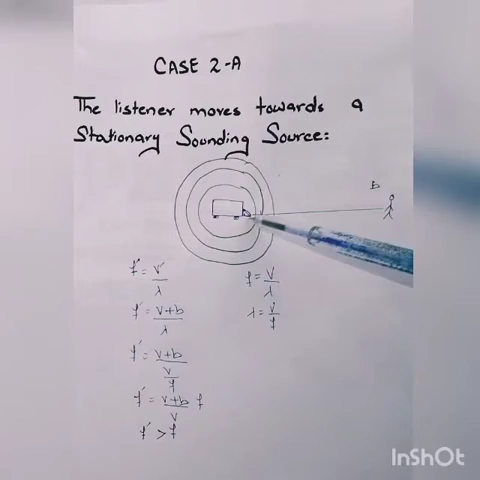 CASE 2-A
The listener moves towards a
Stationary Sounding Source:
b
f' = v'/λ
f = v/λ
f' = v+b/λ
λ = v/f
f' = v+b/v/f
f' = v+b/v f
f' > f
InShOt